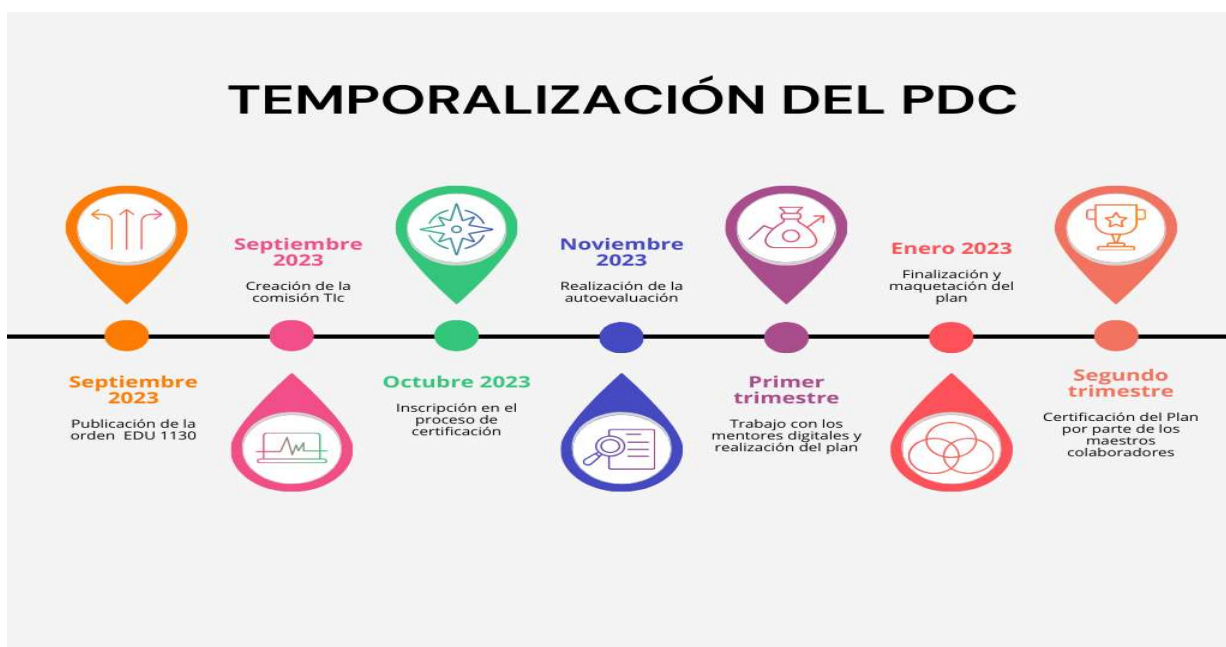 TEMPORALIZACIÓN DEL PDC
Septiembre
2023
Publicación de la
orden EDU 1130
Septiembre
2023
Creación de la
comisión TIc
Octubre 2023
Inscripción en el
proceso de
certificación
Noviembre
2023
Realización de la
autoevaluación
Primer
trimestre
Trabajo con los
mentores digitales y
realización del plan
Enero 2023
Finalización y
maquetación del
plan
Segundo
trimestre
Certificación del Plan
por parte de los
maestros
colaboradores